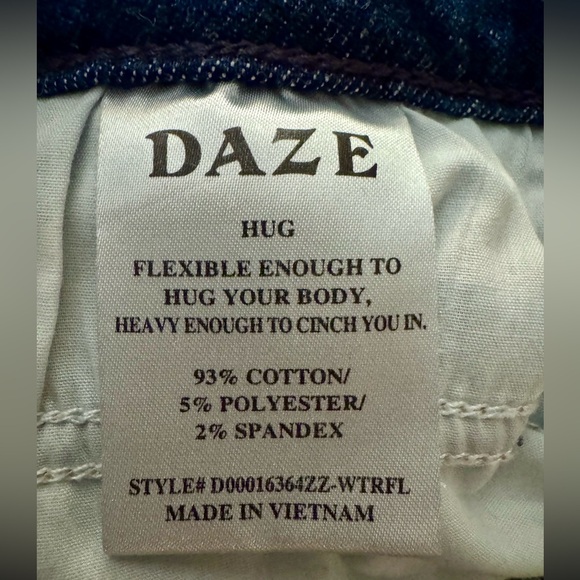 DAZE
HUG
FLEXIBLE ENOUGH TO
HUG YOUR BODY,
HEAVY ENOUGH TO CINCH YOU IN.
93% COTTON/
5% POLYESTER/
2% SPANDEX
STYLE# D00016364ZZ-WTRFL
MADE IN VIETNAM